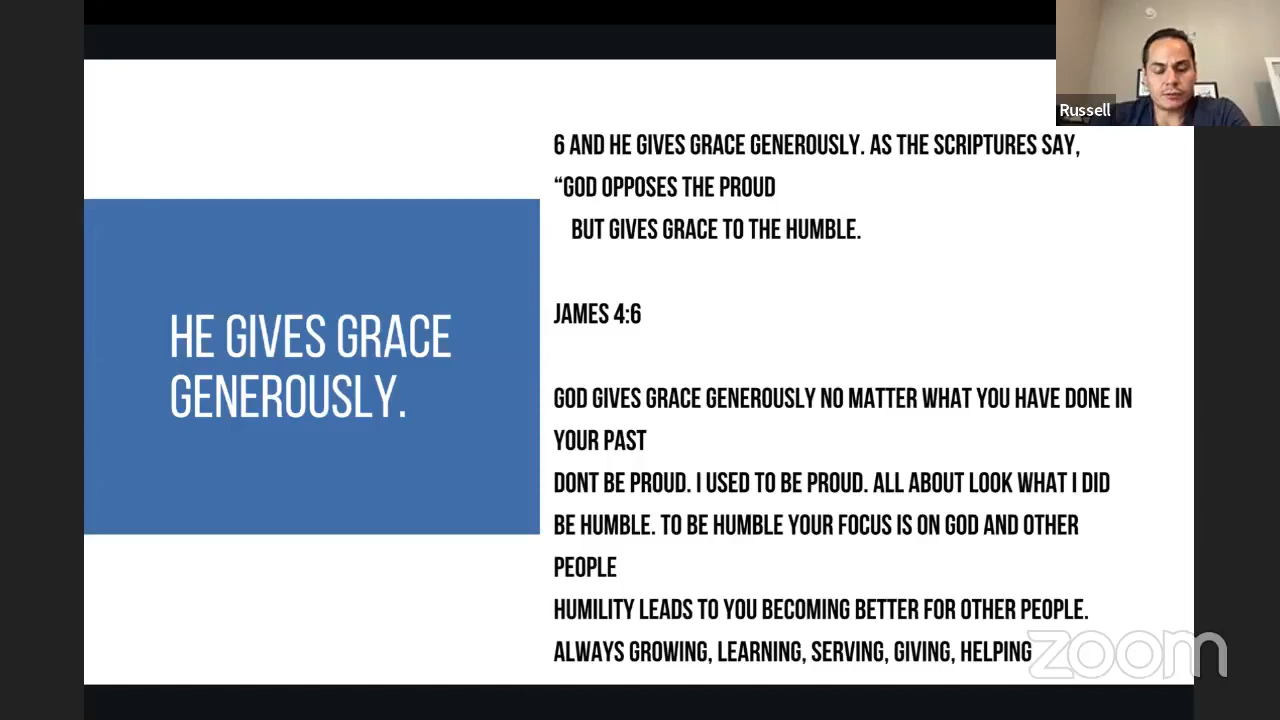 Russell
6 AND HE GIVES GRACE GENEROUSLY. AS THE SCRIPTURES SAY,
“GOD OPPOSES THE PROUD
BUT GIVES GRACE TO THE HUMBLE.
JAMES 4:6
HE GIVES GRACE
GENEROUSLY.
GOD GIVES GRACE GENEROUSLY NO MATTER WHAT YOU HAVE DONE IN
YOUR PAST
DONT BE PROUD. I USED TO BE PROUD. ALL ABOUT LOOK WHAT I DID
BE HUMBLE. TO BE HUMBLE YOUR FOCUS IS ON GOD AND OTHER
PEOPLE
HUMILITY LEADS TO YOU BECOMING BETTER FOR OTHER PEOPLE.
ALWAYS GROWING, LEARNING, SERVING, GIVING, HELPING
zoom